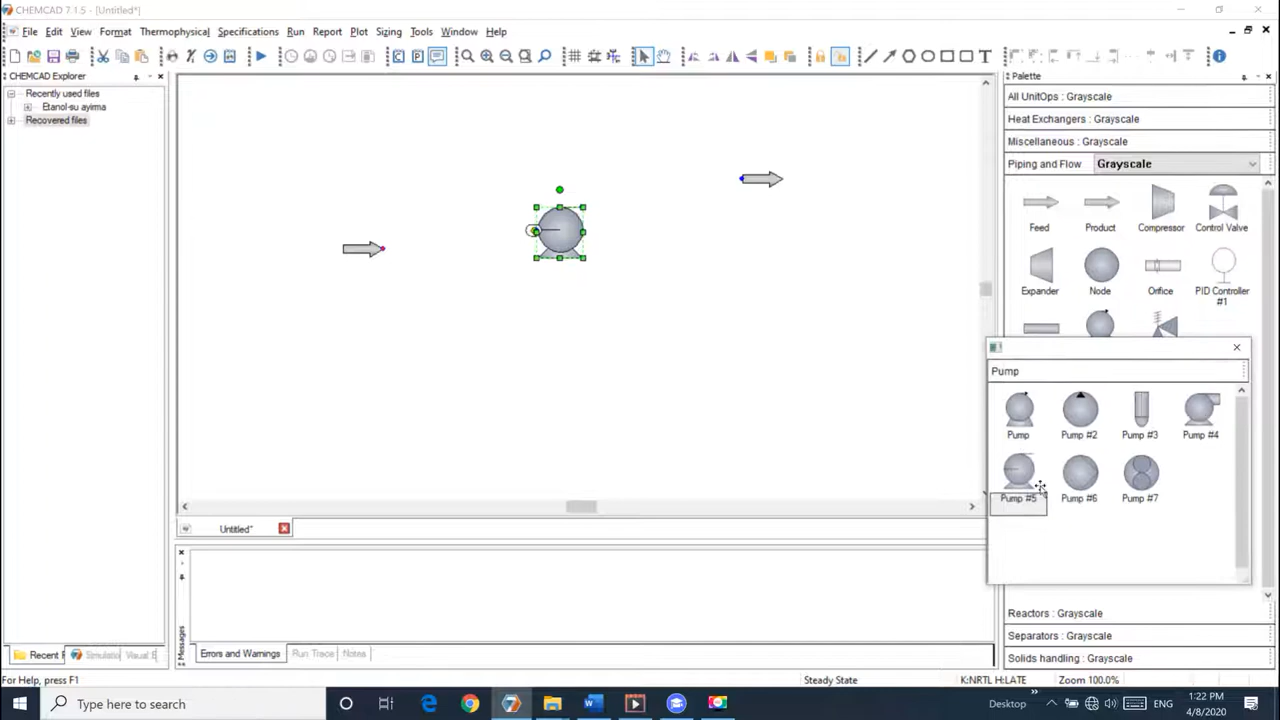 CHEMCAD 7.1.5 - [Untitled*]
File Edit View Format Thermophysical Specifications Run Report Plot Sizing Tools Window Help
CHEMCAD Explorer
Recently used files
Etanol-su ayima
Recovered files
Palette
All UnitOps : Grayscale
Heat Exchangers : Grayscale
Miscellaneous : Grayscale
Piping and Flow Grayscale
Feed Product Compressor Control Valve
Expander Node Orifice PID Controller
#1
Pump
Pump Pump #2 Pump #3 Pump #4
Pump #5 Pump #6 Pump #7
Reactors : Grayscale
Separators : Grayscale
Solids handling : Grayscale
Untitled*
Messages
Errors and Warnings Run Trace Notes
Recent F Simulatio Visual E
For Help, press F1 Steady State K:NRTL H:LATE Zoom 100.0%
Type here to search
Desktop ENG
1:22 PM
4/8/2020